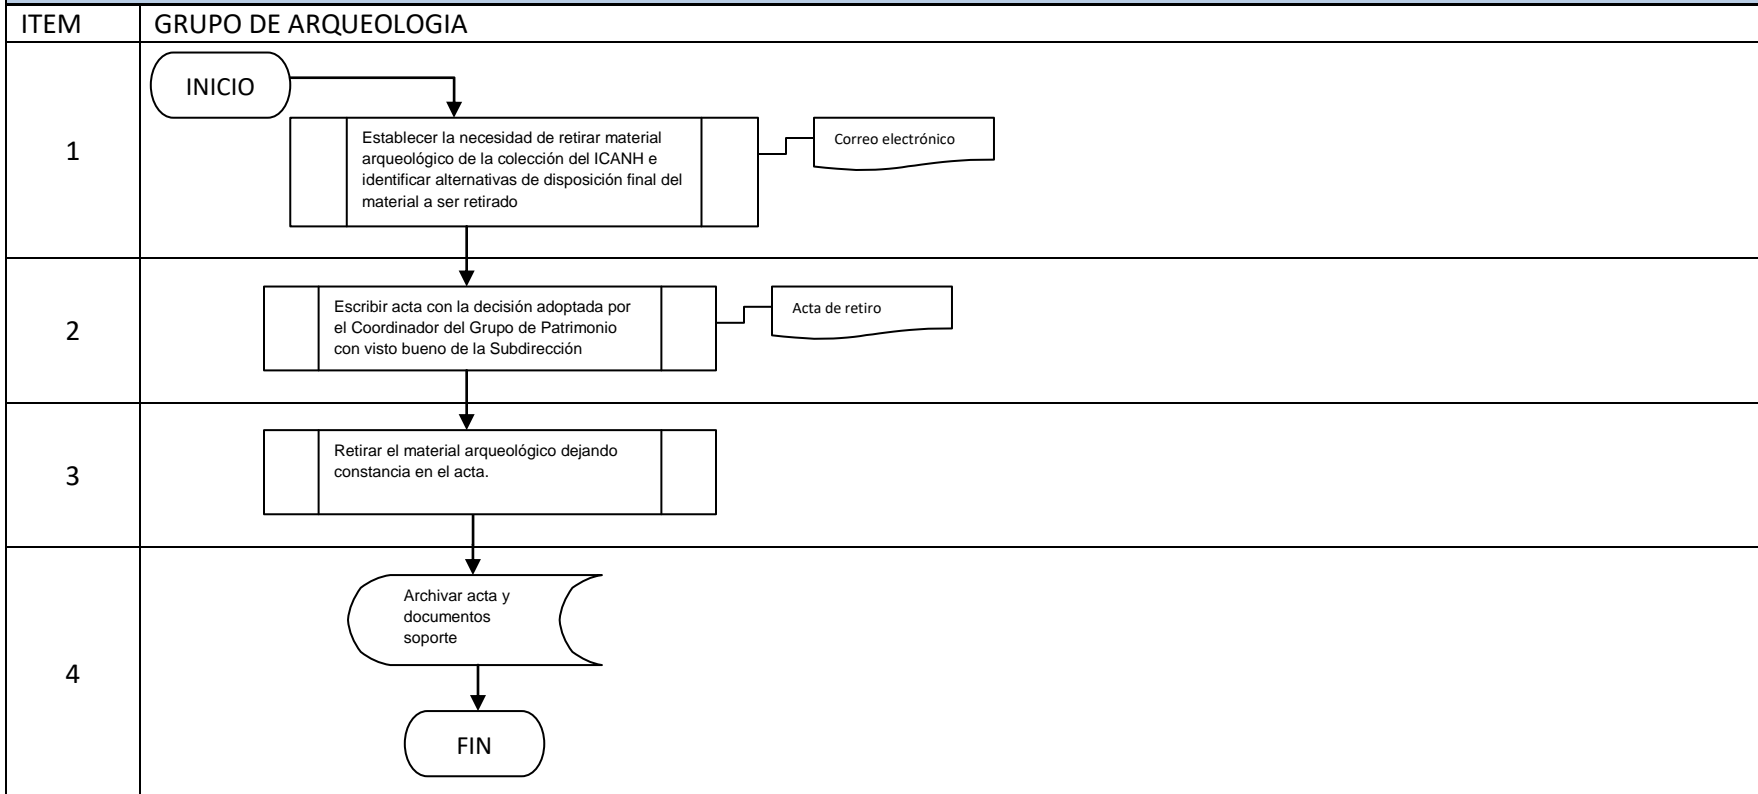 ITEM
GRUPO DE ARQUEOLOGIA
INICIO
1
Establecer la necesidad de retirar material
arqueológico de la colección del ICANH e
identificar alternativas de disposición final del
material a ser retirado
Correo electrónico
2
Escribir acta con la decisión adoptada por
el Coordinador del Grupo de Patrimonio
con visto bueno de la Subdirección
Acta de retiro
3
Retirar el material arqueológico dejando
constancia en el acta.
4
Archivar acta y
documentos
soporte
FIN